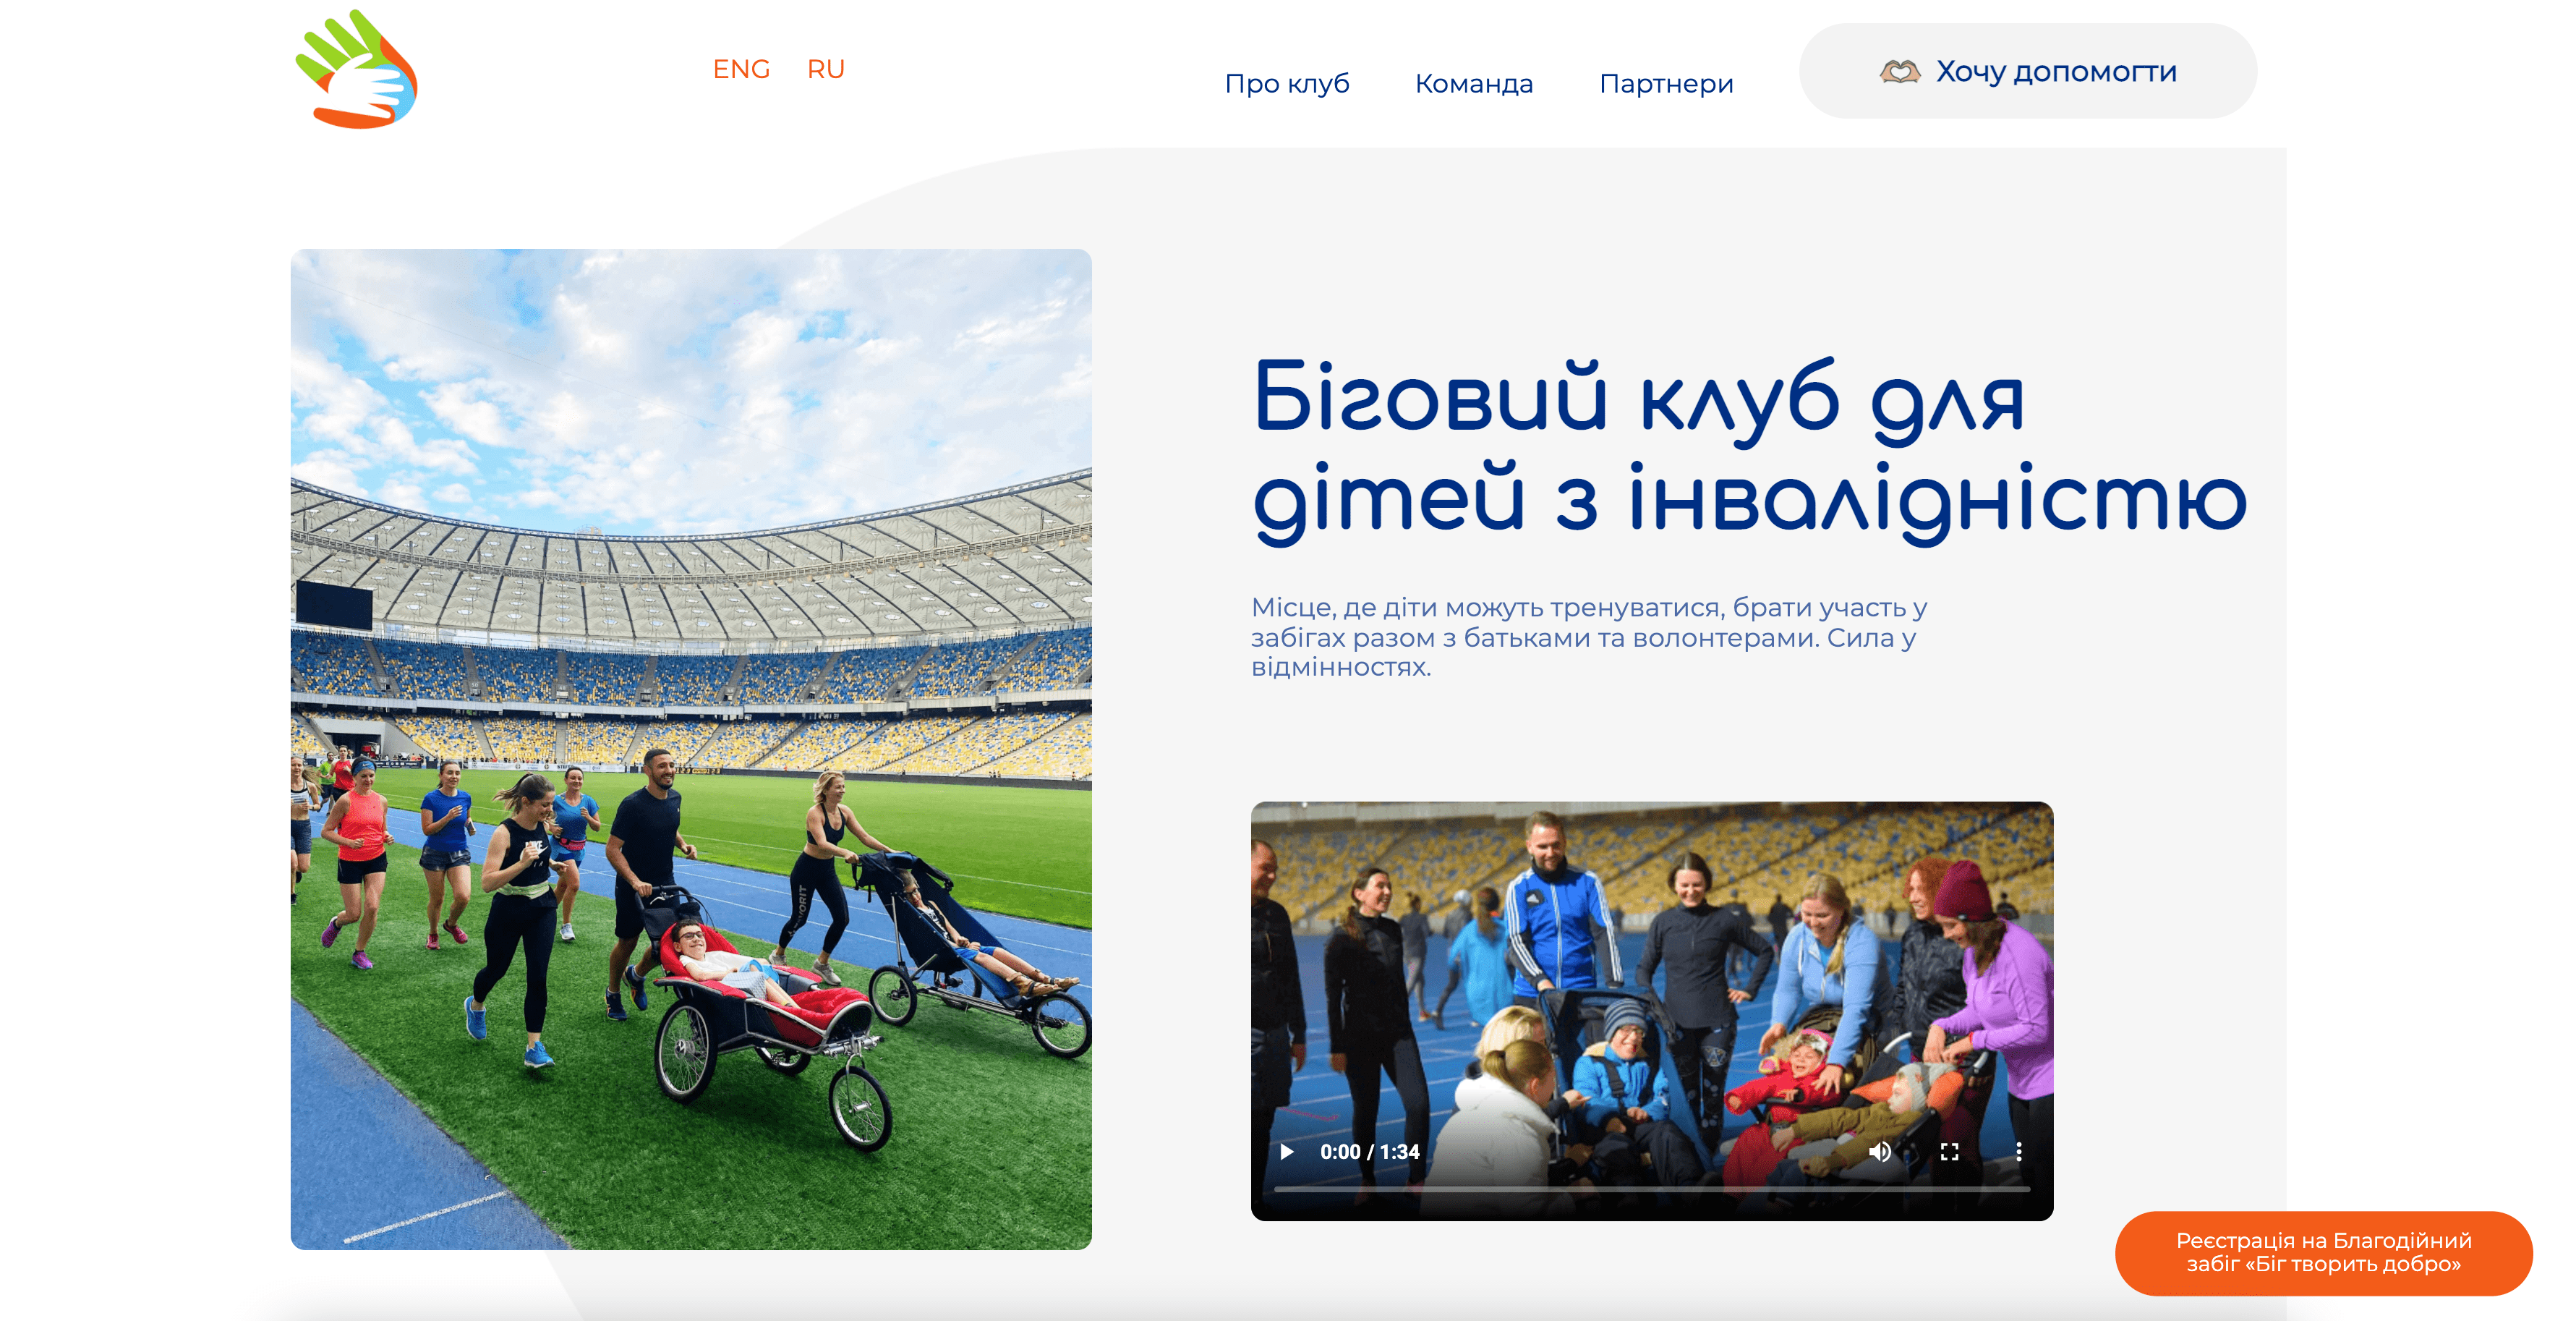 ENG RU
Про клуб Команда Партнери
Хочу допомогти
Біговий клуб для
дітей з інвалідністю
Місце, де діти можуть тренуватися, брати участь у
забігах разом з батьками та волонтерами. Сила у
відмінностях.
0:00 / 1:34
Реєстрація на Благодійний
забіг «Біг творить добро»